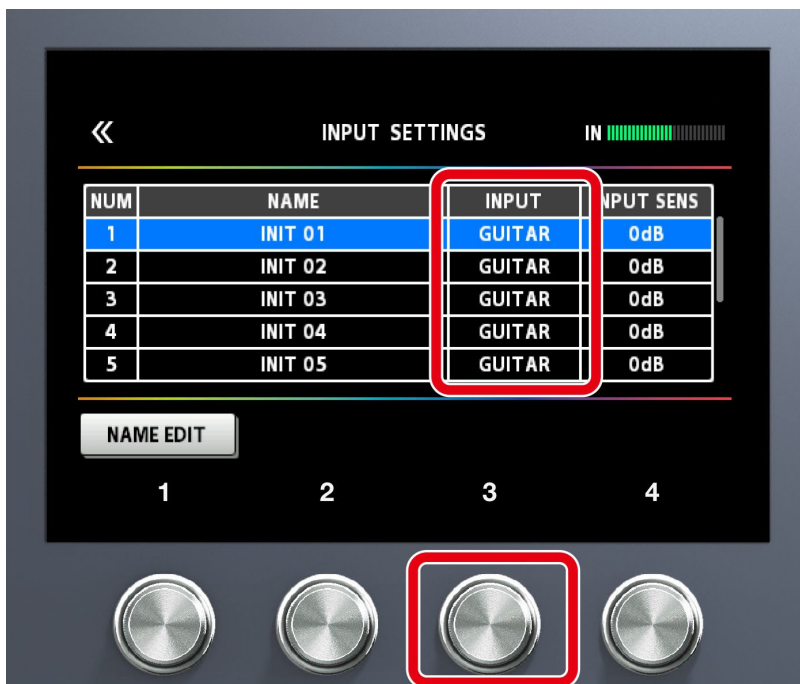 INPUT SETTINGS IN
NUM NAME INPUT NPUT SENS
1 INIT 01 GUITAR 0dB
2 INIT 02 GUITAR 0dB
3 INIT 03 GUITAR 0dB
4 INIT 04 GUITAR 0dB
5 INIT 05 GUITAR 0dB
NAME EDIT
1 2 3 4